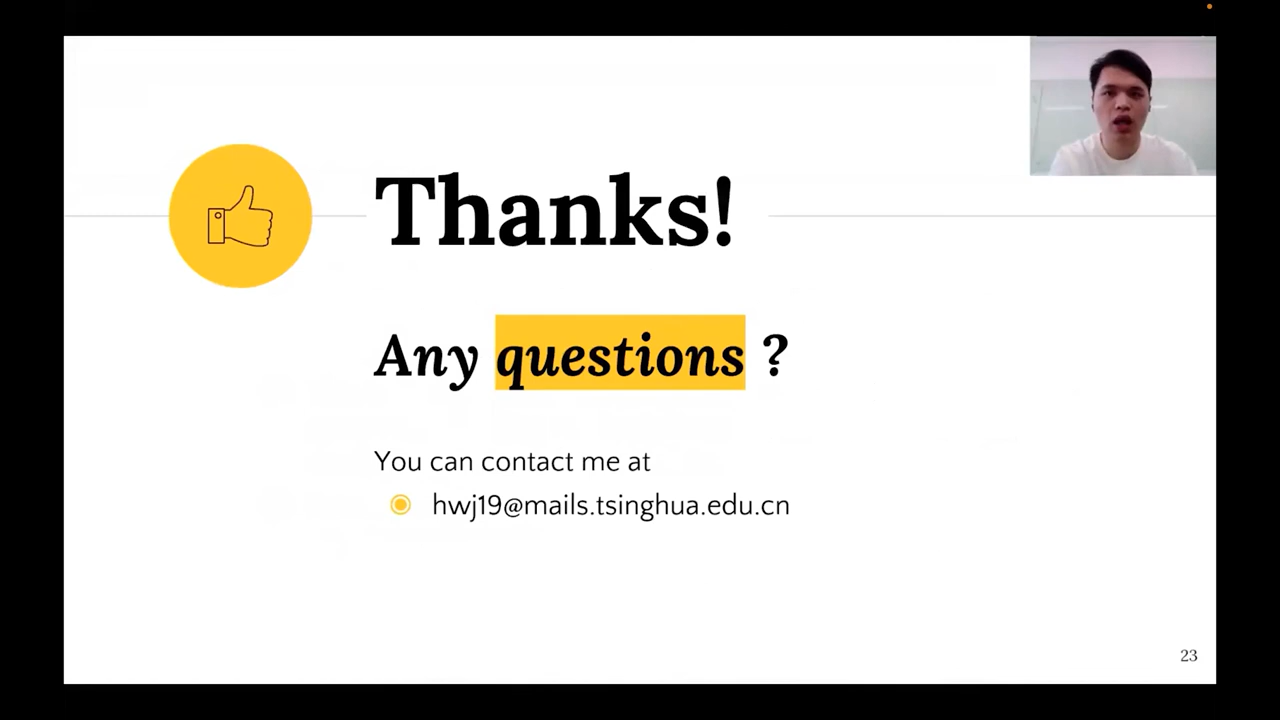 Thanks!
Any questions ?
You can contact me at
hwj19@mails.tsinghua.edu.cn
23